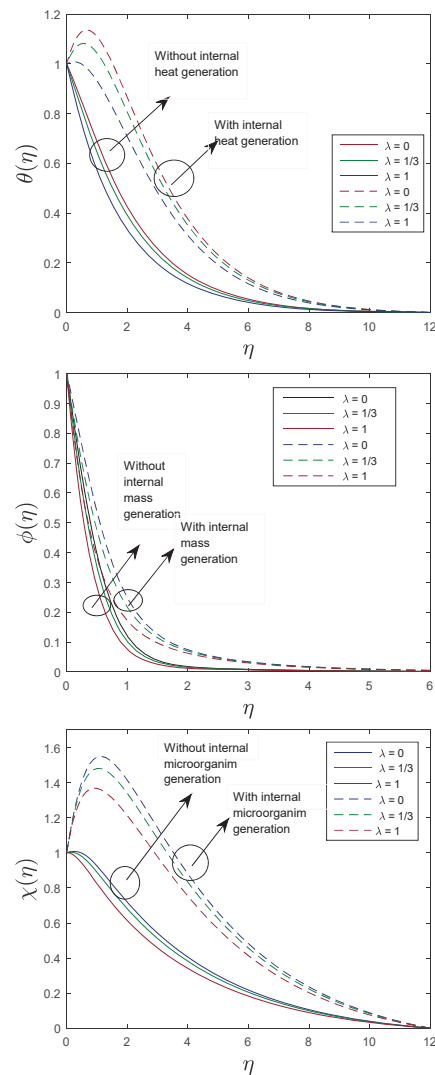 1.2
1
0.8
0.6
0.4
0.2
0
θ(η)
Without internal
heat generation
With internal
heat generation
λ = 0
λ = 1/3
λ = 1
λ = 0
λ = 1/3
λ = 1
0 2 4 6 8 10 12
η
1
0.9
0.8
0.7
0.6
0.5
0.4
0.3
0.2
0.1
0
ϕ(η)
Without
internal
mass
generation
With internal
mass
generation
λ = 0
λ = 1/3
λ = 1
λ = 0
λ = 1/3
λ = 1
0 1 2 3 4 5 6
η
1.6
1.4
1.2
1
0.8
0.6
0.4
0.2
0
χ(η)
Without internal
microorganim
generation
With internal
microorganim
generation
λ = 0
λ = 1/3
λ = 1
λ = 0
λ = 1/3
λ = 1
0 2 4 6 8 10 12
η